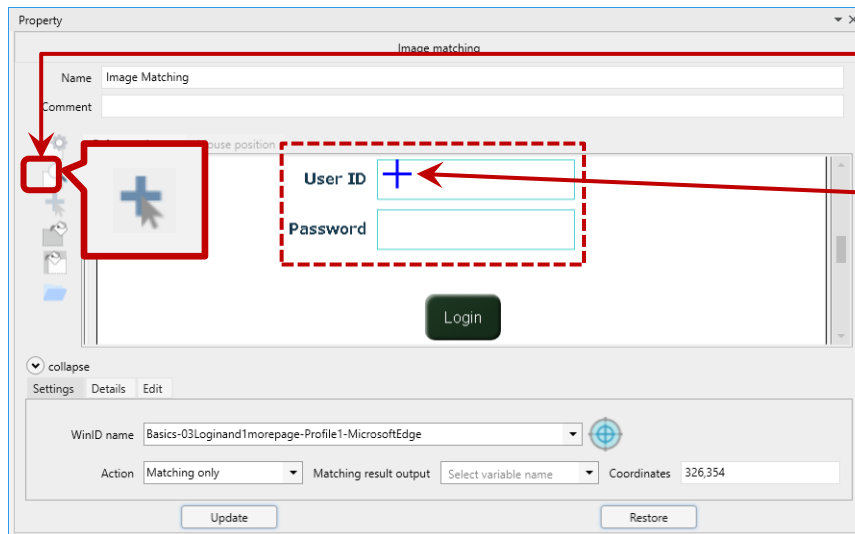 Property
Image matching
Name Image Matching
Comment
ouse position
User ID
Password
Login
collapse
Settings Details Edit
WinID name Basics-03Loginand1morepage-Profile1-MicrosoftEdge
Action Matching only Matching result output Select variable name Coordinates 326,354
Update Restore